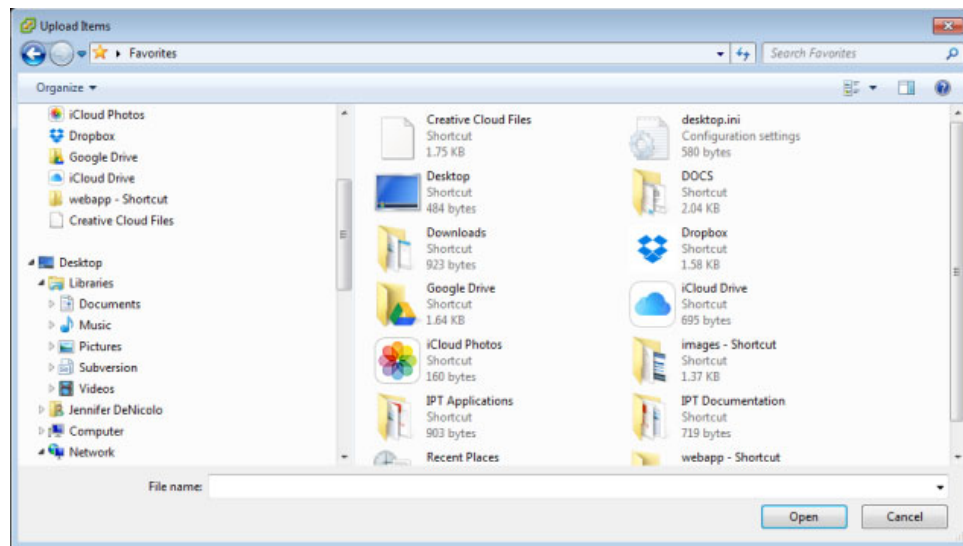 Upload Items
Favorites
Search Favorites
Organize
iCloud Photos
Dropbox
Google Drive
iCloud Drive
webapp - Shortcut
Creative Cloud Files
Desktop
Libraries
Documents
Music
Pictures
Subversion
Videos
Jennifer DeNicolo
Computer
Network
Creative Cloud Files
Shortcut
1.75 KB
desktop.ini
Configuration settings
580 bytes
Desktop
Shortcut
484 bytes
DOCS
Shortcut
2.04 KB
Downloads
Shortcut
923 bytes
Dropbox
Shortcut
1.58 KB
Google Drive
Shortcut
1.64 KB
iCloud Drive
Shortcut
695 bytes
iCloud Photos
Shortcut
160 bytes
images - Shortcut
Shortcut
1.37 KB
IPT Applications
Shortcut
903 bytes
IPT Documentation
Shortcut
719 bytes
Recent Places
webapp - Shortcut
File name:
Open
Cancel